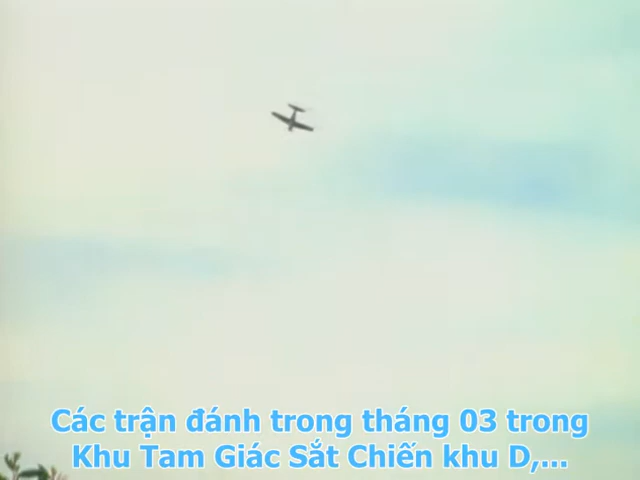 Các trận đánh trong tháng 03 trong
Khu Tam Giác Sắt Chiến khu D,...